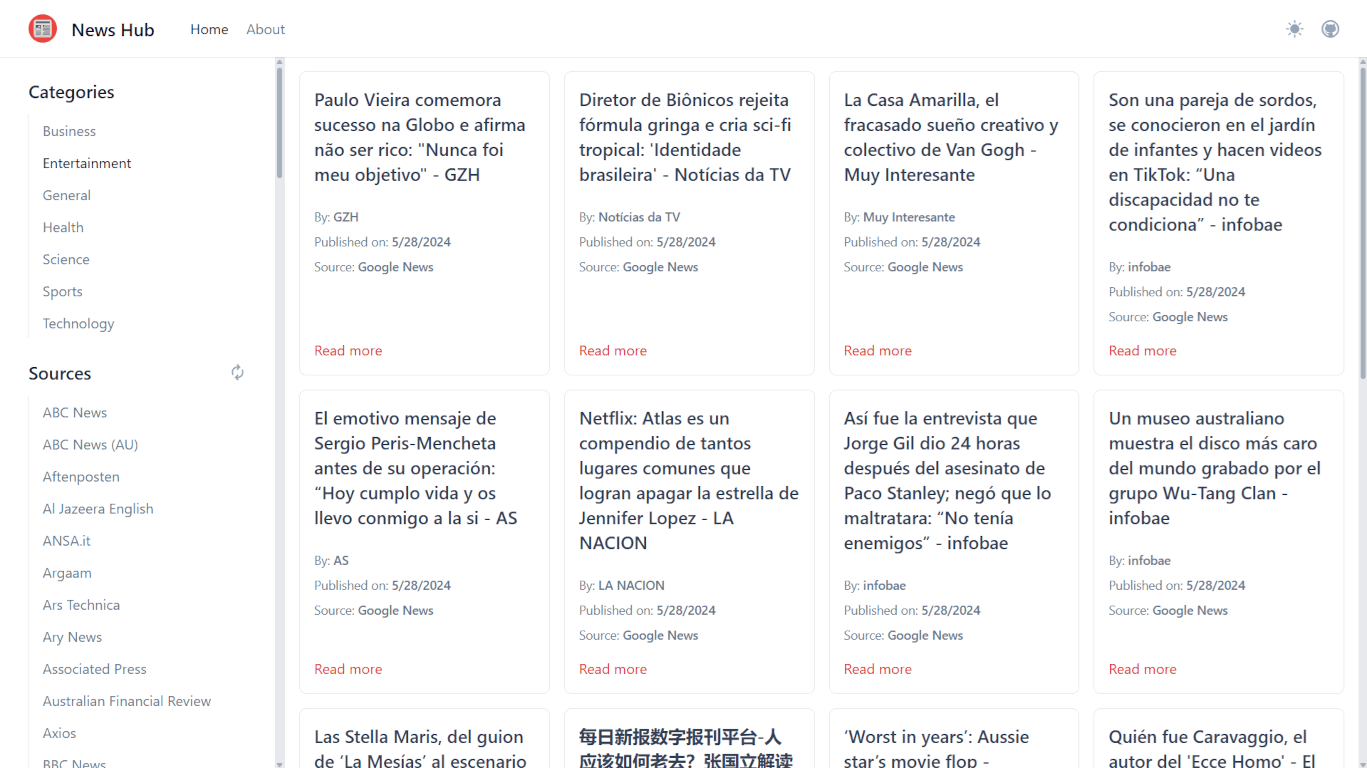 News Hub
Home
About
Categories
Business
Entertainment
General
Health
Science
Sports
Technology
Sources
ABC News
ABC News (AU)
Aftenposten
Al Jazeera English
ANSA.it
Argaam
Ars Technica
Ary News
Associated Press
Australian Financial Review
Axios
BBC News
Paulo Vieira comemora
sucesso na Globo e afirma
não ser rico: "Nunca foi
meu objetivo" - GZH
By: GZH
Published on: 5/28/2024
Source: Google News
Read more
Diretor de Biônicos rejeita
fórmula gringa e cria sci-fi
tropical: 'Identidade
brasileira' - Notícias da TV
By: Notícias da TV
Published on: 5/28/2024
Source: Google News
Read more
La Casa Amarilla, el
fracasado sueño creativo y
colectivo de Van Gogh -
Muy Interesante
By: Muy Interesante
Published on: 5/28/2024
Source: Google News
Read more
Son una pareja de sordos,
se conocieron en el jardín
de infantes y hacen videos
en TikTok: “Una
discapacidad no te
condiciona” - infobae
By: infobae
Published on: 5/28/2024
Source: Google News
Read more
El emotivo mensaje de
Sergio Peris-Mencheta
antes de su operación:
“Hoy cumplo vida y os
llevo conmigo a la si - AS
By: AS
Published on: 5/28/2024
Source: Google News
Read more
Netflix: Atlas es un
compendio de tantos
lugares comunes que
logran apagar la estrella de
Jennifer Lopez - LA
NACION
By: LA NACION
Published on: 5/28/2024
Source: Google News
Read more
Así fue la entrevista que
Jorge Gil dio 24 horas
después del asesinato de
Paco Stanley; negó que lo
maltratara: “No tenía
enemigos” - infobae
By: infobae
Published on: 5/28/2024
Source: Google News
Read more
Un museo australiano
muestra el disco más caro
del mundo grabado por el
grupo Wu-Tang Clan -
infobae
By: infobae
Published on: 5/28/2024
Source: Google News
Read more
Las Stella Maris, del guion
de ‘La Mesías’ al escenario
每日新报数字报刊平台-人
应该如何老去？张国立解读
‘Worst in years’: Aussie
star’s movie flop -
Quién fue Caravaggio, el
autor del 'Ecce Homo' - El